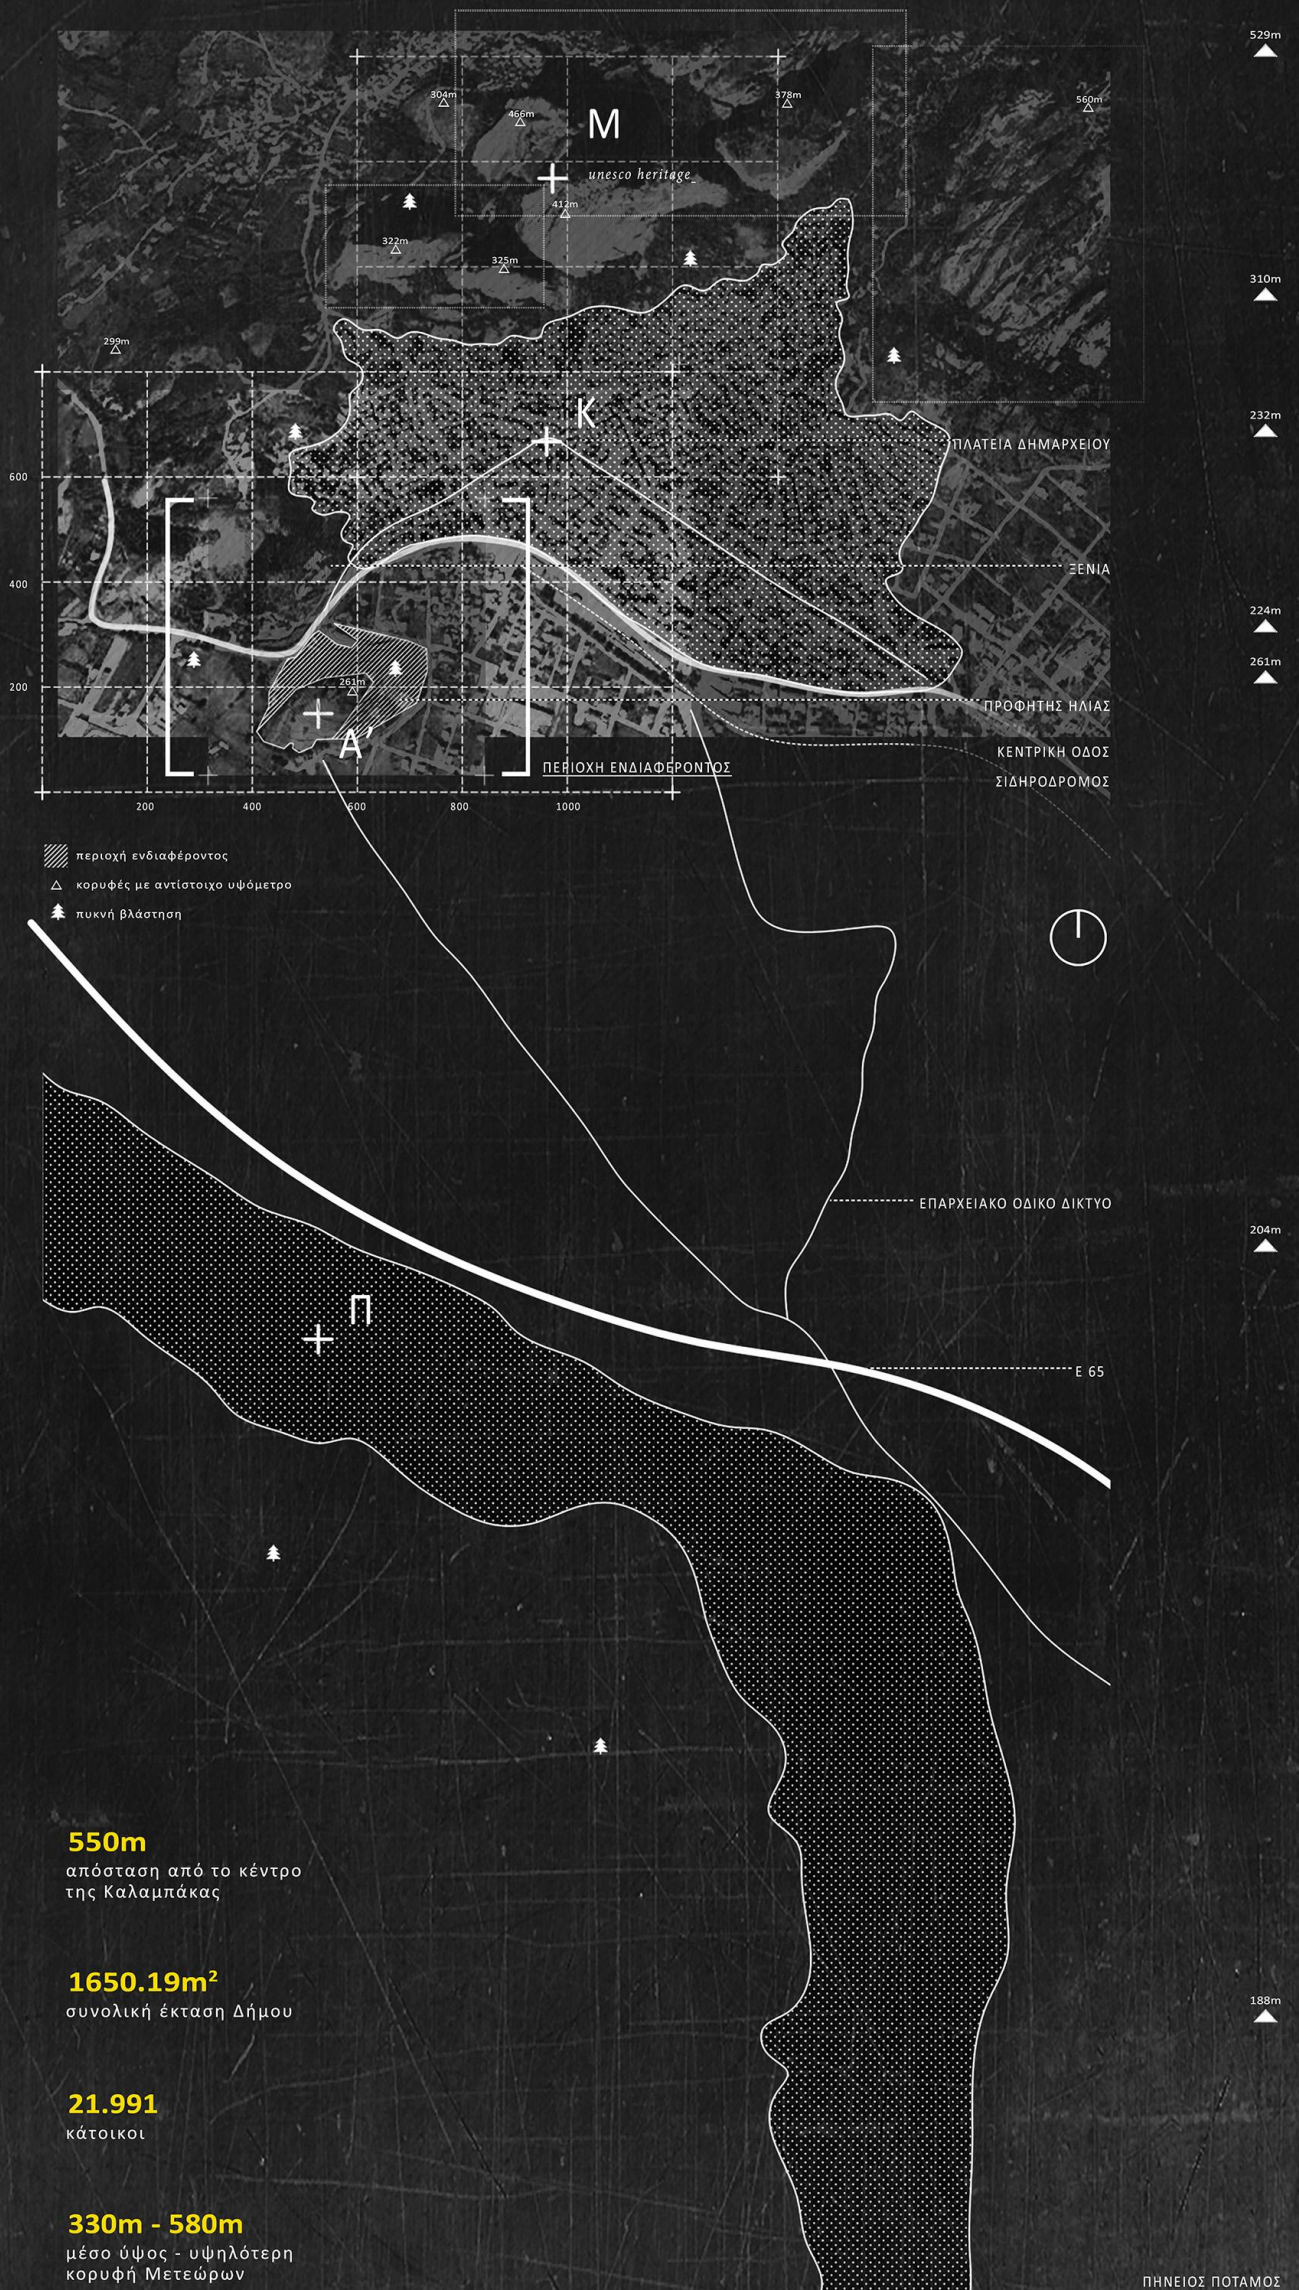 529m
304m
466m
378m
560m
M
unesco heritage_
412m
322m
325m
310m
299m
K
232m
ΠΛΑΤΕΙΑ ΔΗΜΑΡΧΕΙΟΥ
600
ΞΕΝΙΑ
400
224m
261m
200
261m
ΠΡΟΦΗΤΗΣ ΗΛΙΑΣ
Α΄
ΚΕΝΤΡΙΚΗ ΟΔΟΣ
ΠΕΡΙΟΧΗ ΕΝΔΙΑΦΕΡΟΝΤΟΣ
ΣΙΔΗΡΟΔΡΟΜΟΣ
200
400
600
800
1000
περιοχή ενδιαφέροντος
κορυφές με αντίστοιχο υψόμετρο
πυκνή βλάστηση
ΕΠΑΡΧΕΙΑΚΟ ΟΔΙΚΟ ΔΙΚΤΥΟ
204m
Π
E 65
550m
απόσταση από το κέντρο
της Καλαμπάκας
1650.19m²
συνολική έκταση Δήμου
188m
21.991
κάτοικοι
330m - 580m
μέσο ύψος - υψηλότερη
κορυφή Μετεώρων
ΠΗΝΕΙΟΣ ΠΟΤΑΜΟΣ